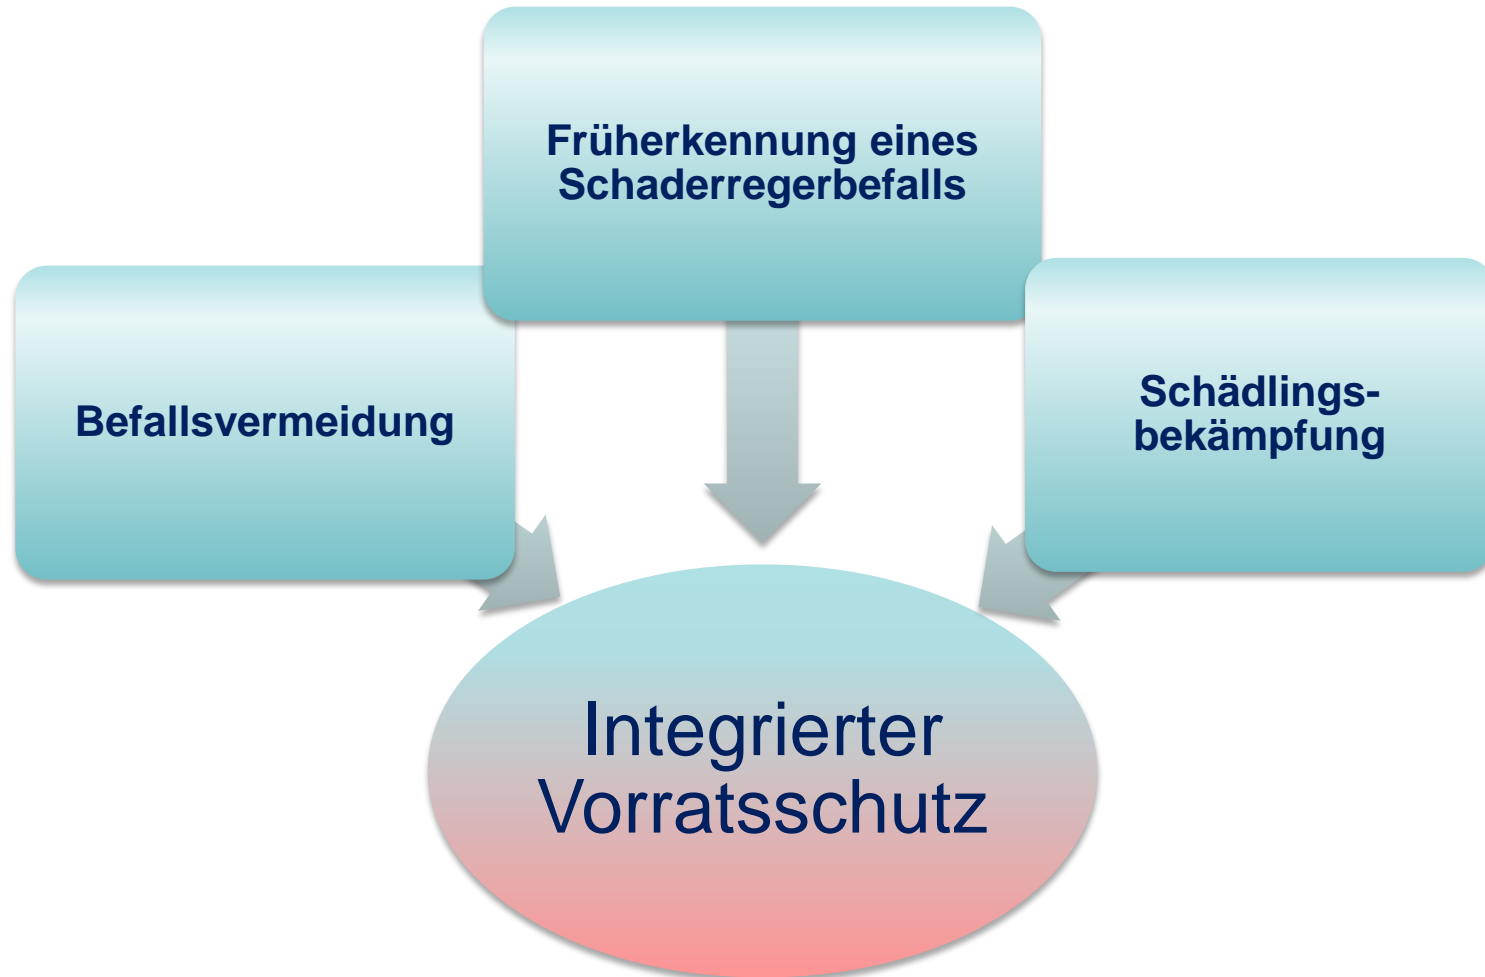 Früherkennung eines
Schaderregerbefalls
Befallsvermeidung
Schädlings-
bekämpfung
Integrierter
Vorratsschutz